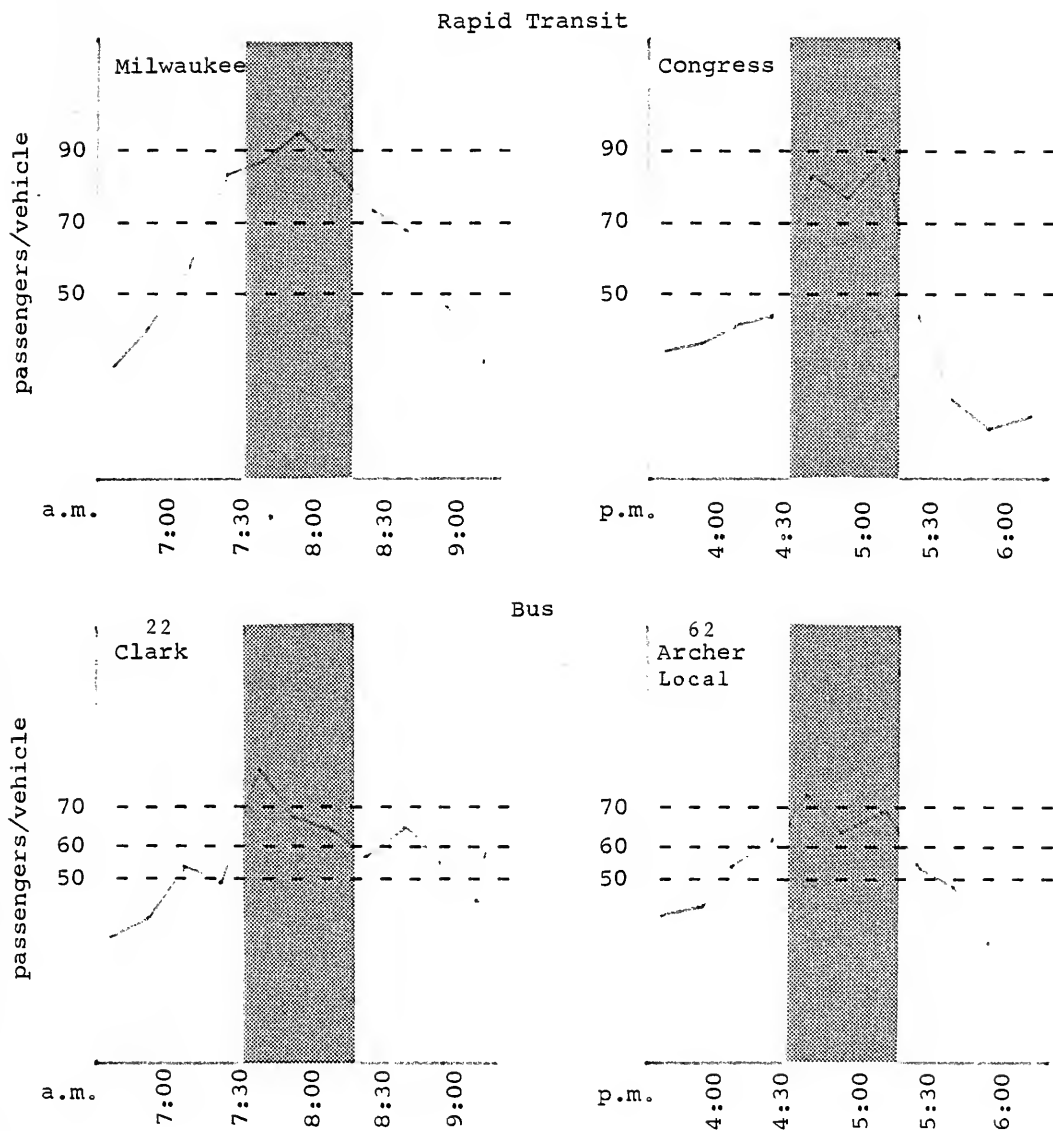 Rapid Transit
Milwaukee
passengers/vehicle
90
70
50
a.m.
7:00
7:30
8:00
8:30
9:00
Congress
90
70
50
p.m.
4:00
4:30
5:00
5:30
6:00
Bus
22
Clark
passengers/vehicle
70
60
50
a.m.
7:00
7:30
8:00
8:30
9:00
62
Archer
Local
70
60
50
p.m.
4:00
4:30
5:00
5:30
6:00